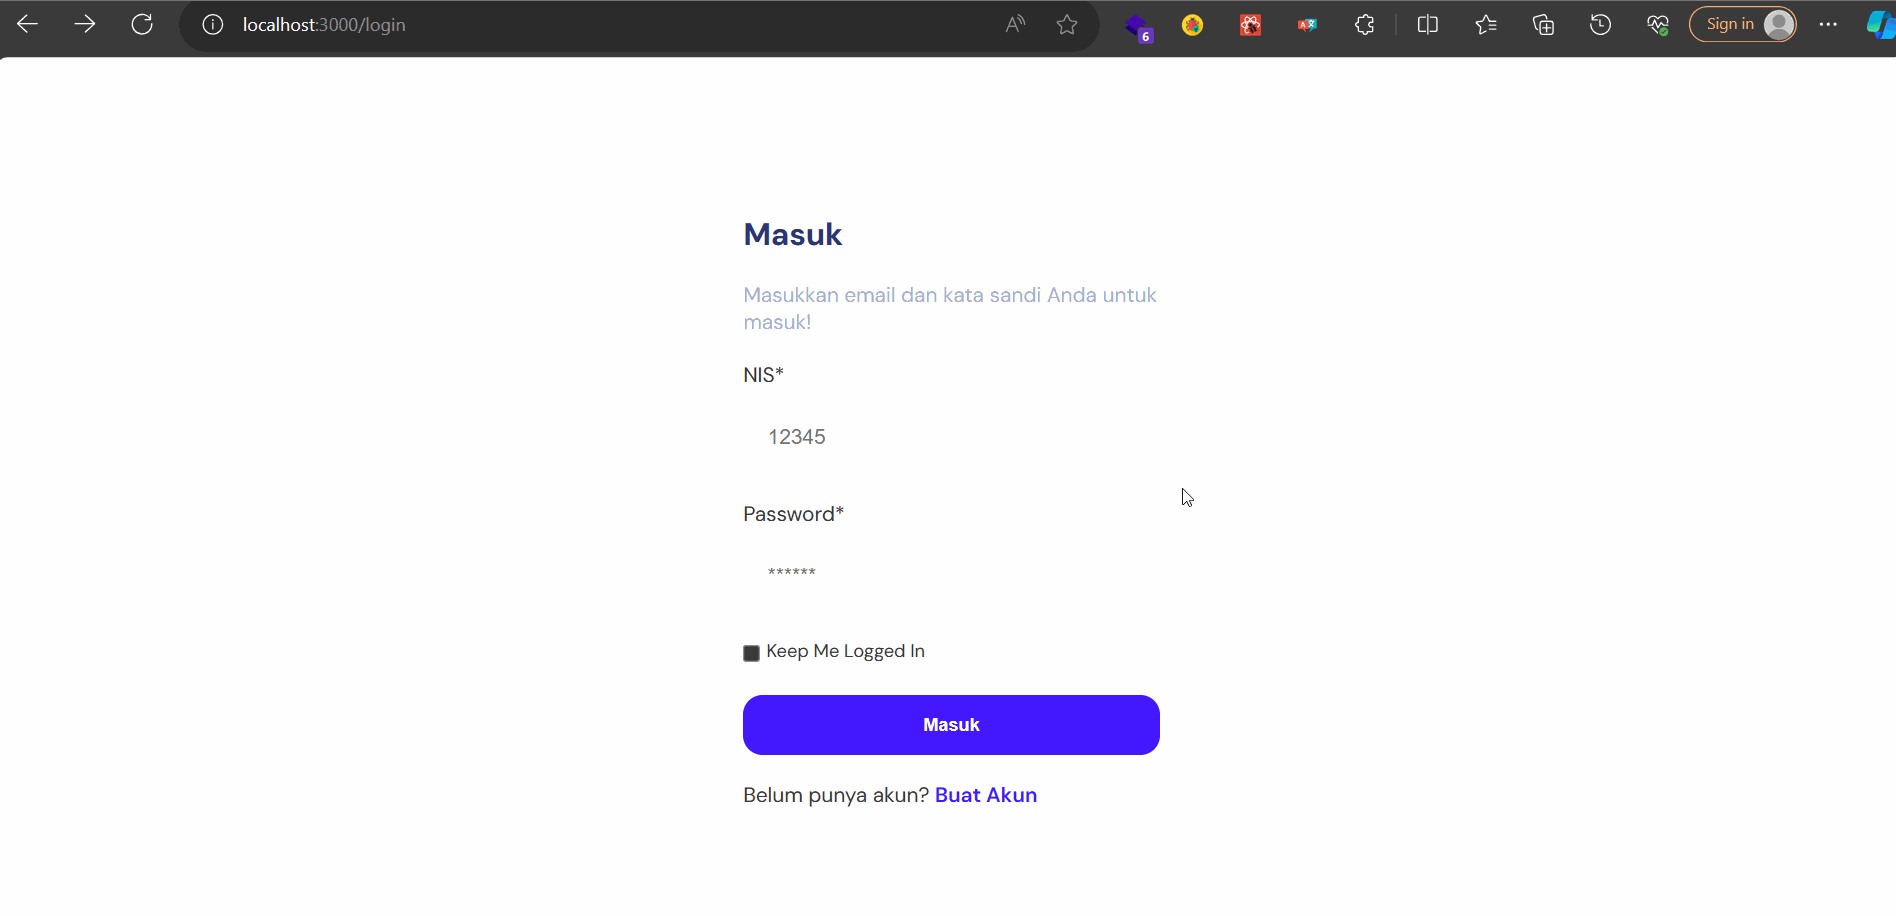 localhost:3000/login
6
Sign in
Masuk
Masukkan email dan kata sandi Anda untuk
masuk!
NIS*
12345
Password*
******
Keep Me Logged In
Masuk
Belum punya akun? Buat Akun